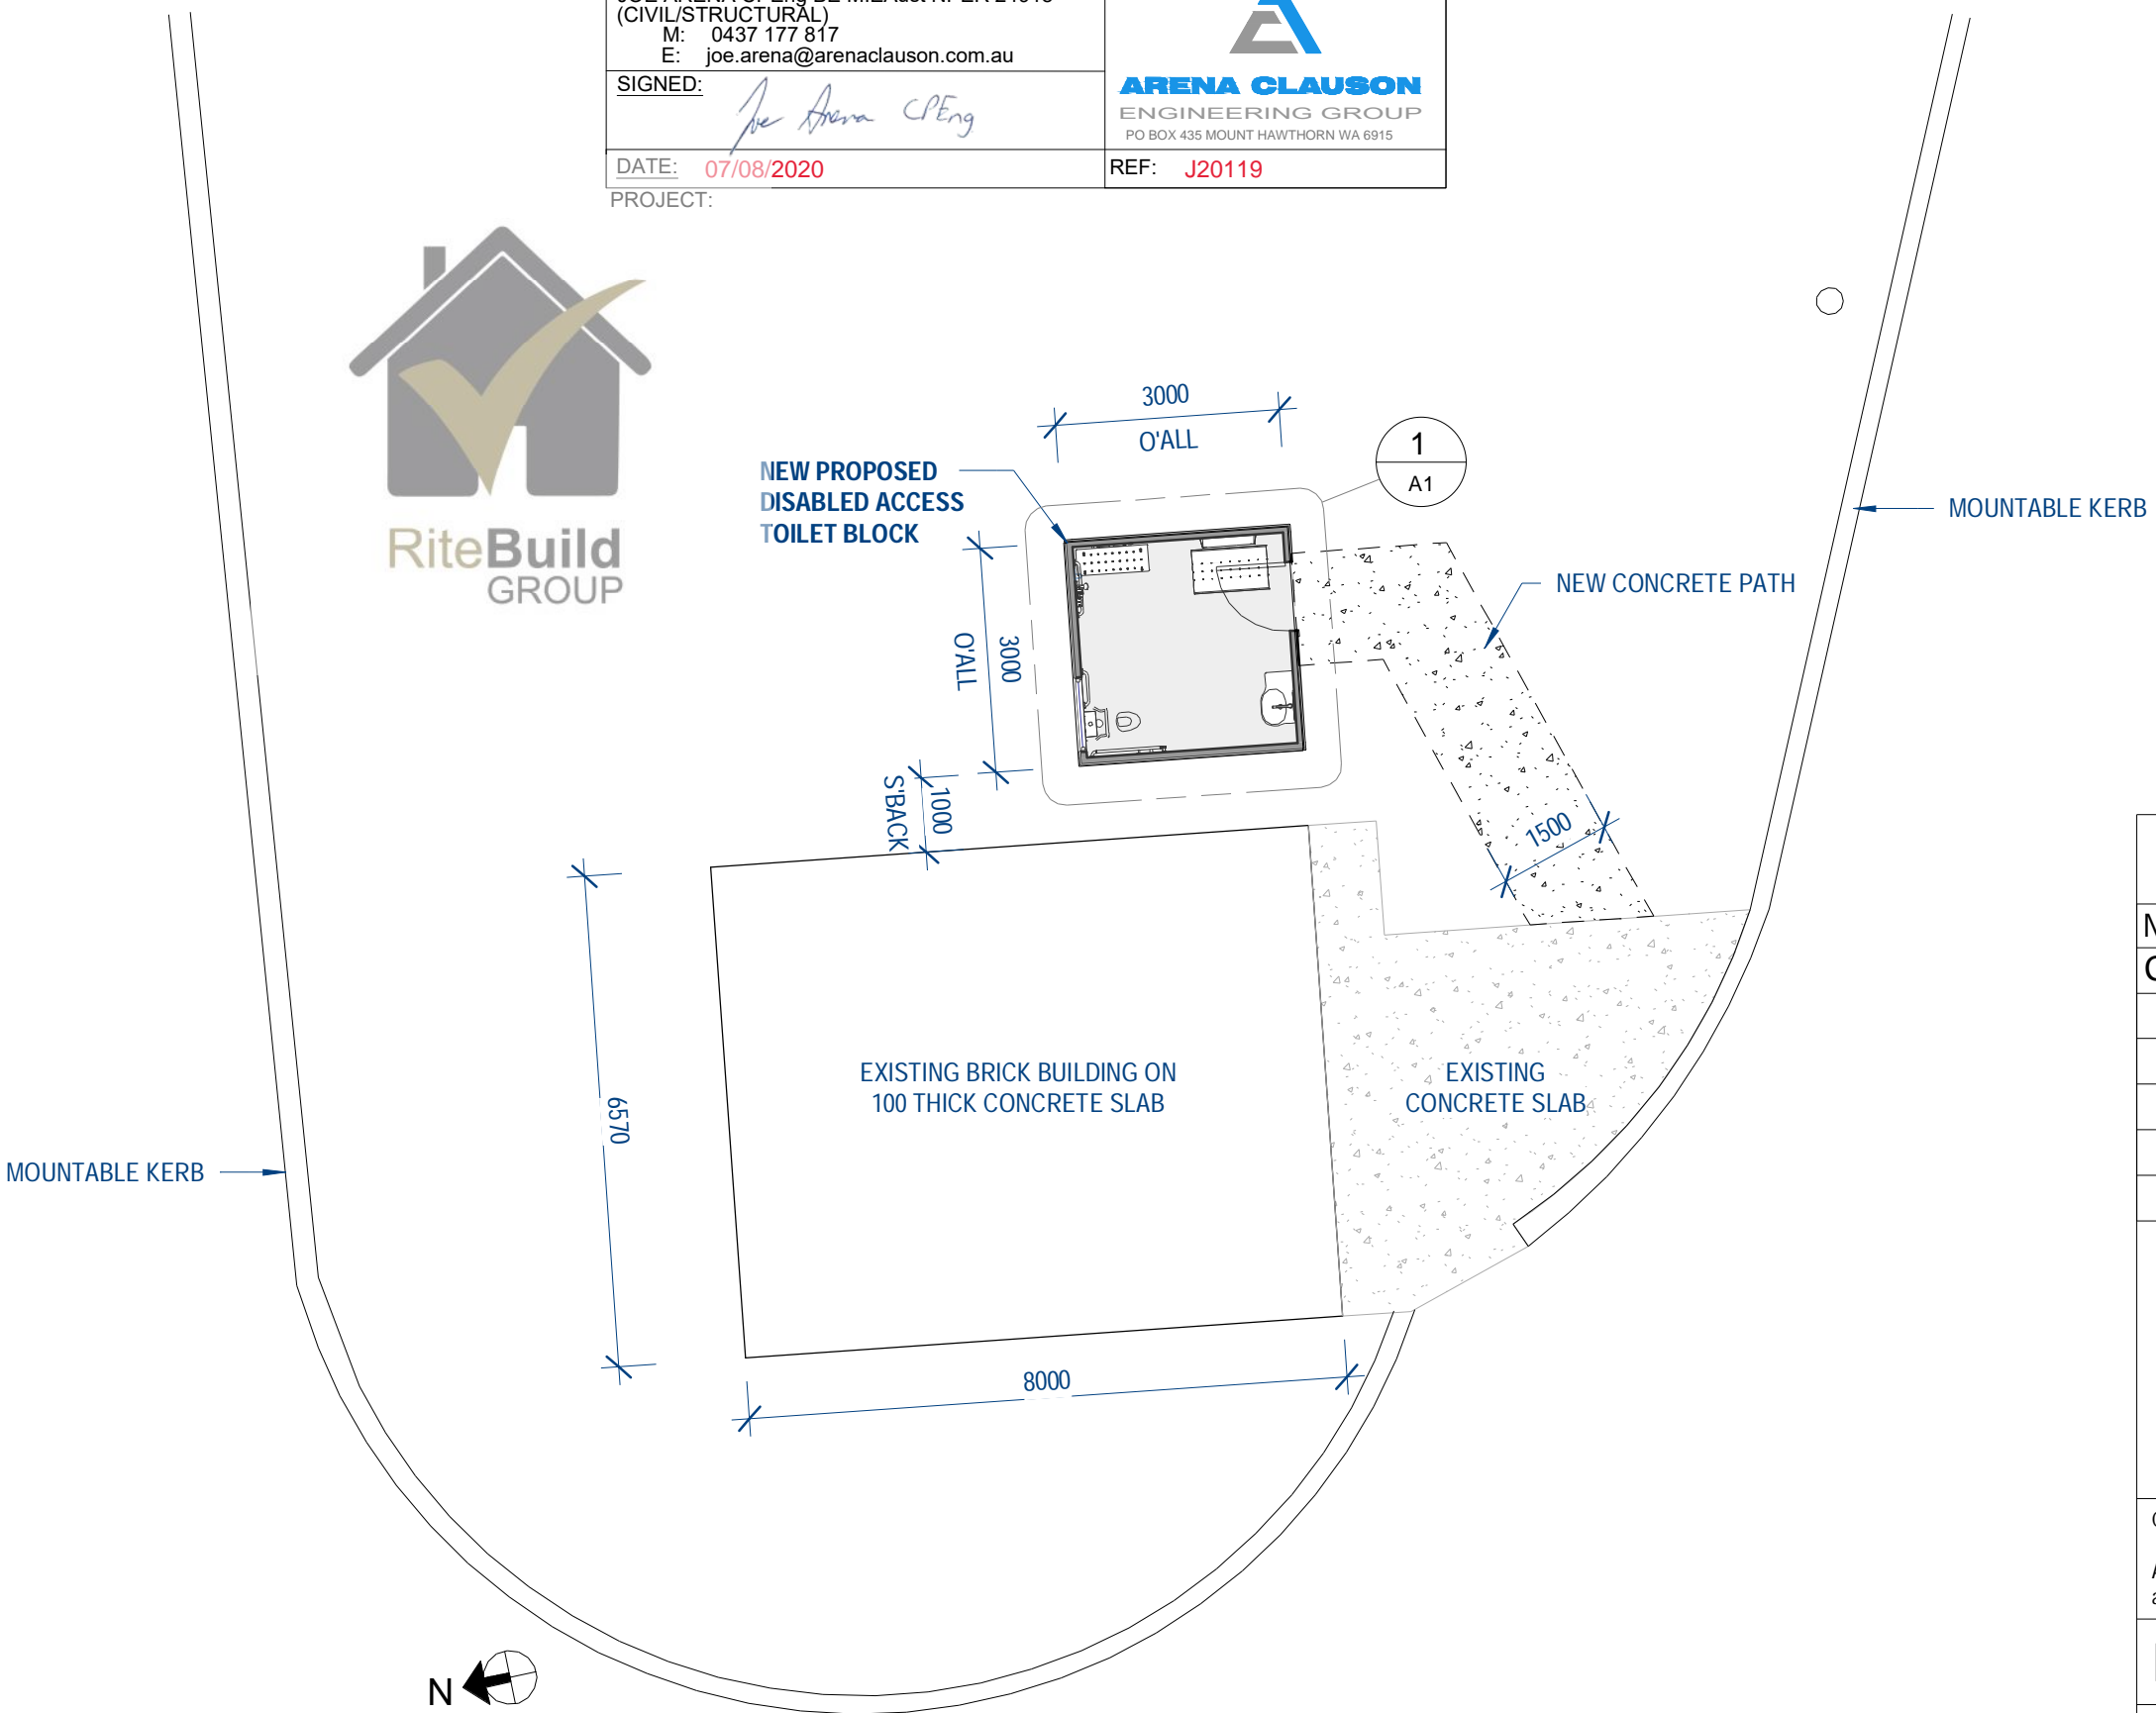 (CIVIL/STRUCTURAL)
M: 0437 177 817
E: joe.arena@arenaclauson.com.au
SIGNED:
Joe Arena CPEng
DATE: 07/08/2020
PROJECT:
ARENA CLAUSON
ENGINEERING GROUP
PO BOX 435 MOUNT HAWTHORN WA 6915
REF: J20119
RiteBuild
GROUP
3000
O'ALL
1
A1
NEW PROPOSED
DISABLED ACCESS
TOILET BLOCK
MOUNTABLE KERB
NEW CONCRETE PATH
3000
O'ALL
1000
S'BACK
1500
EXISTING BRICK BUILDING ON
100 THICK CONCRETE SLAB
EXISTING
CONCRETE SLAB
6570
MOUNTABLE KERB
8000
N